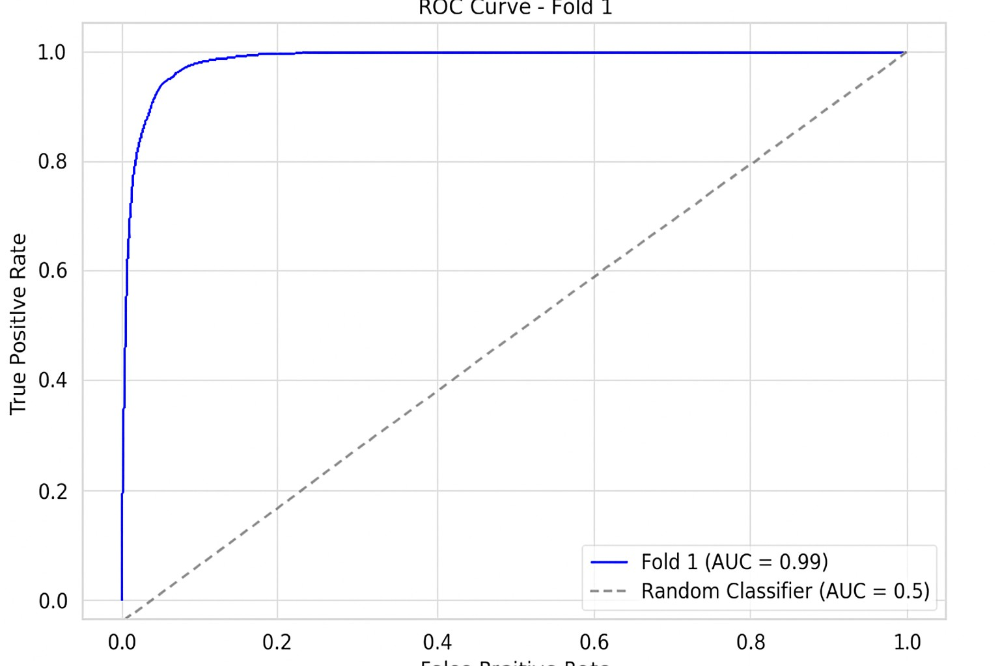 ROC Curve - Fold 1
1.0
0.8
0.6
0.4
0.2
0.0
True Positive Rate
Fold 1 (AUC = 0.99)
Random Classifier (AUC = 0.5)
0.0 0.2 0.4 0.6 0.8 1.0